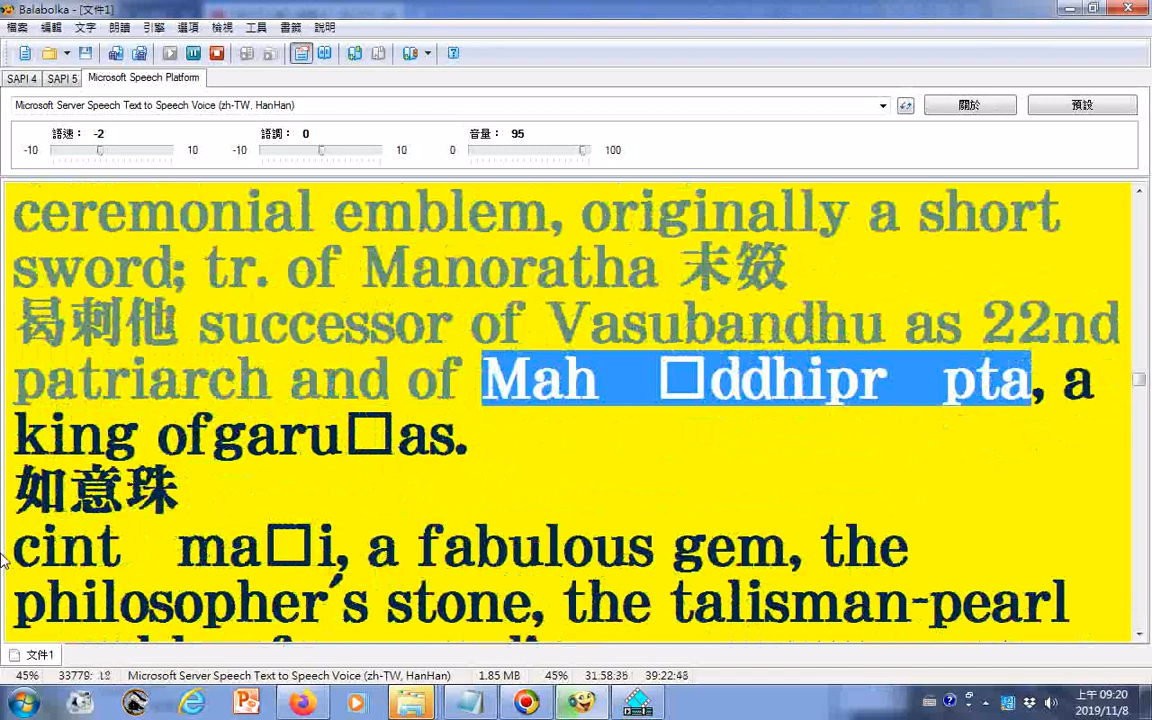 Balabolka - [文件1]
檔案 編輯 文字 朗讀 引擎 選項 檢視 工具 書籤 說明
SAPI 4 SAPI 5 Microsoft Speech Platform
Microsoft Server Speech Text to Speech Voice (zh-TW, HanHan) 關於 預設
語速： -2 語調： 0 音量： 95
-10 10 -10 10 0 100
ceremonial emblem, originally a short
sword; tr. of Manoratha 末笯
曷剌他 successor of Vasubandhu as 22nd
patriarch and of Mah □ddhipr pta, a
king ofgaru□as.
如意珠
cint ma□i, a fabulous gem, the
philosopher's stone, the talisman-pearl
文件1
45% Microsoft Server Speech Text to Speech Voice (zh-TW, HanHan) 1.85 MB 45% 31:58:36 39:22:48
上午 09:20
2019/11/8